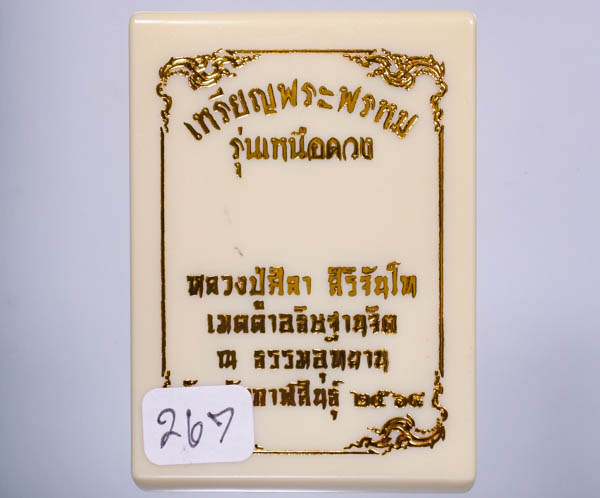 เหรียญพระพรหม
รุ่นเหนือดวง
หลวงปู่ศิลา สิริจันโท
เมตตาอธิษฐานจิต
ณ ธรรมอุทยาน
กาฬสินธุ์
267